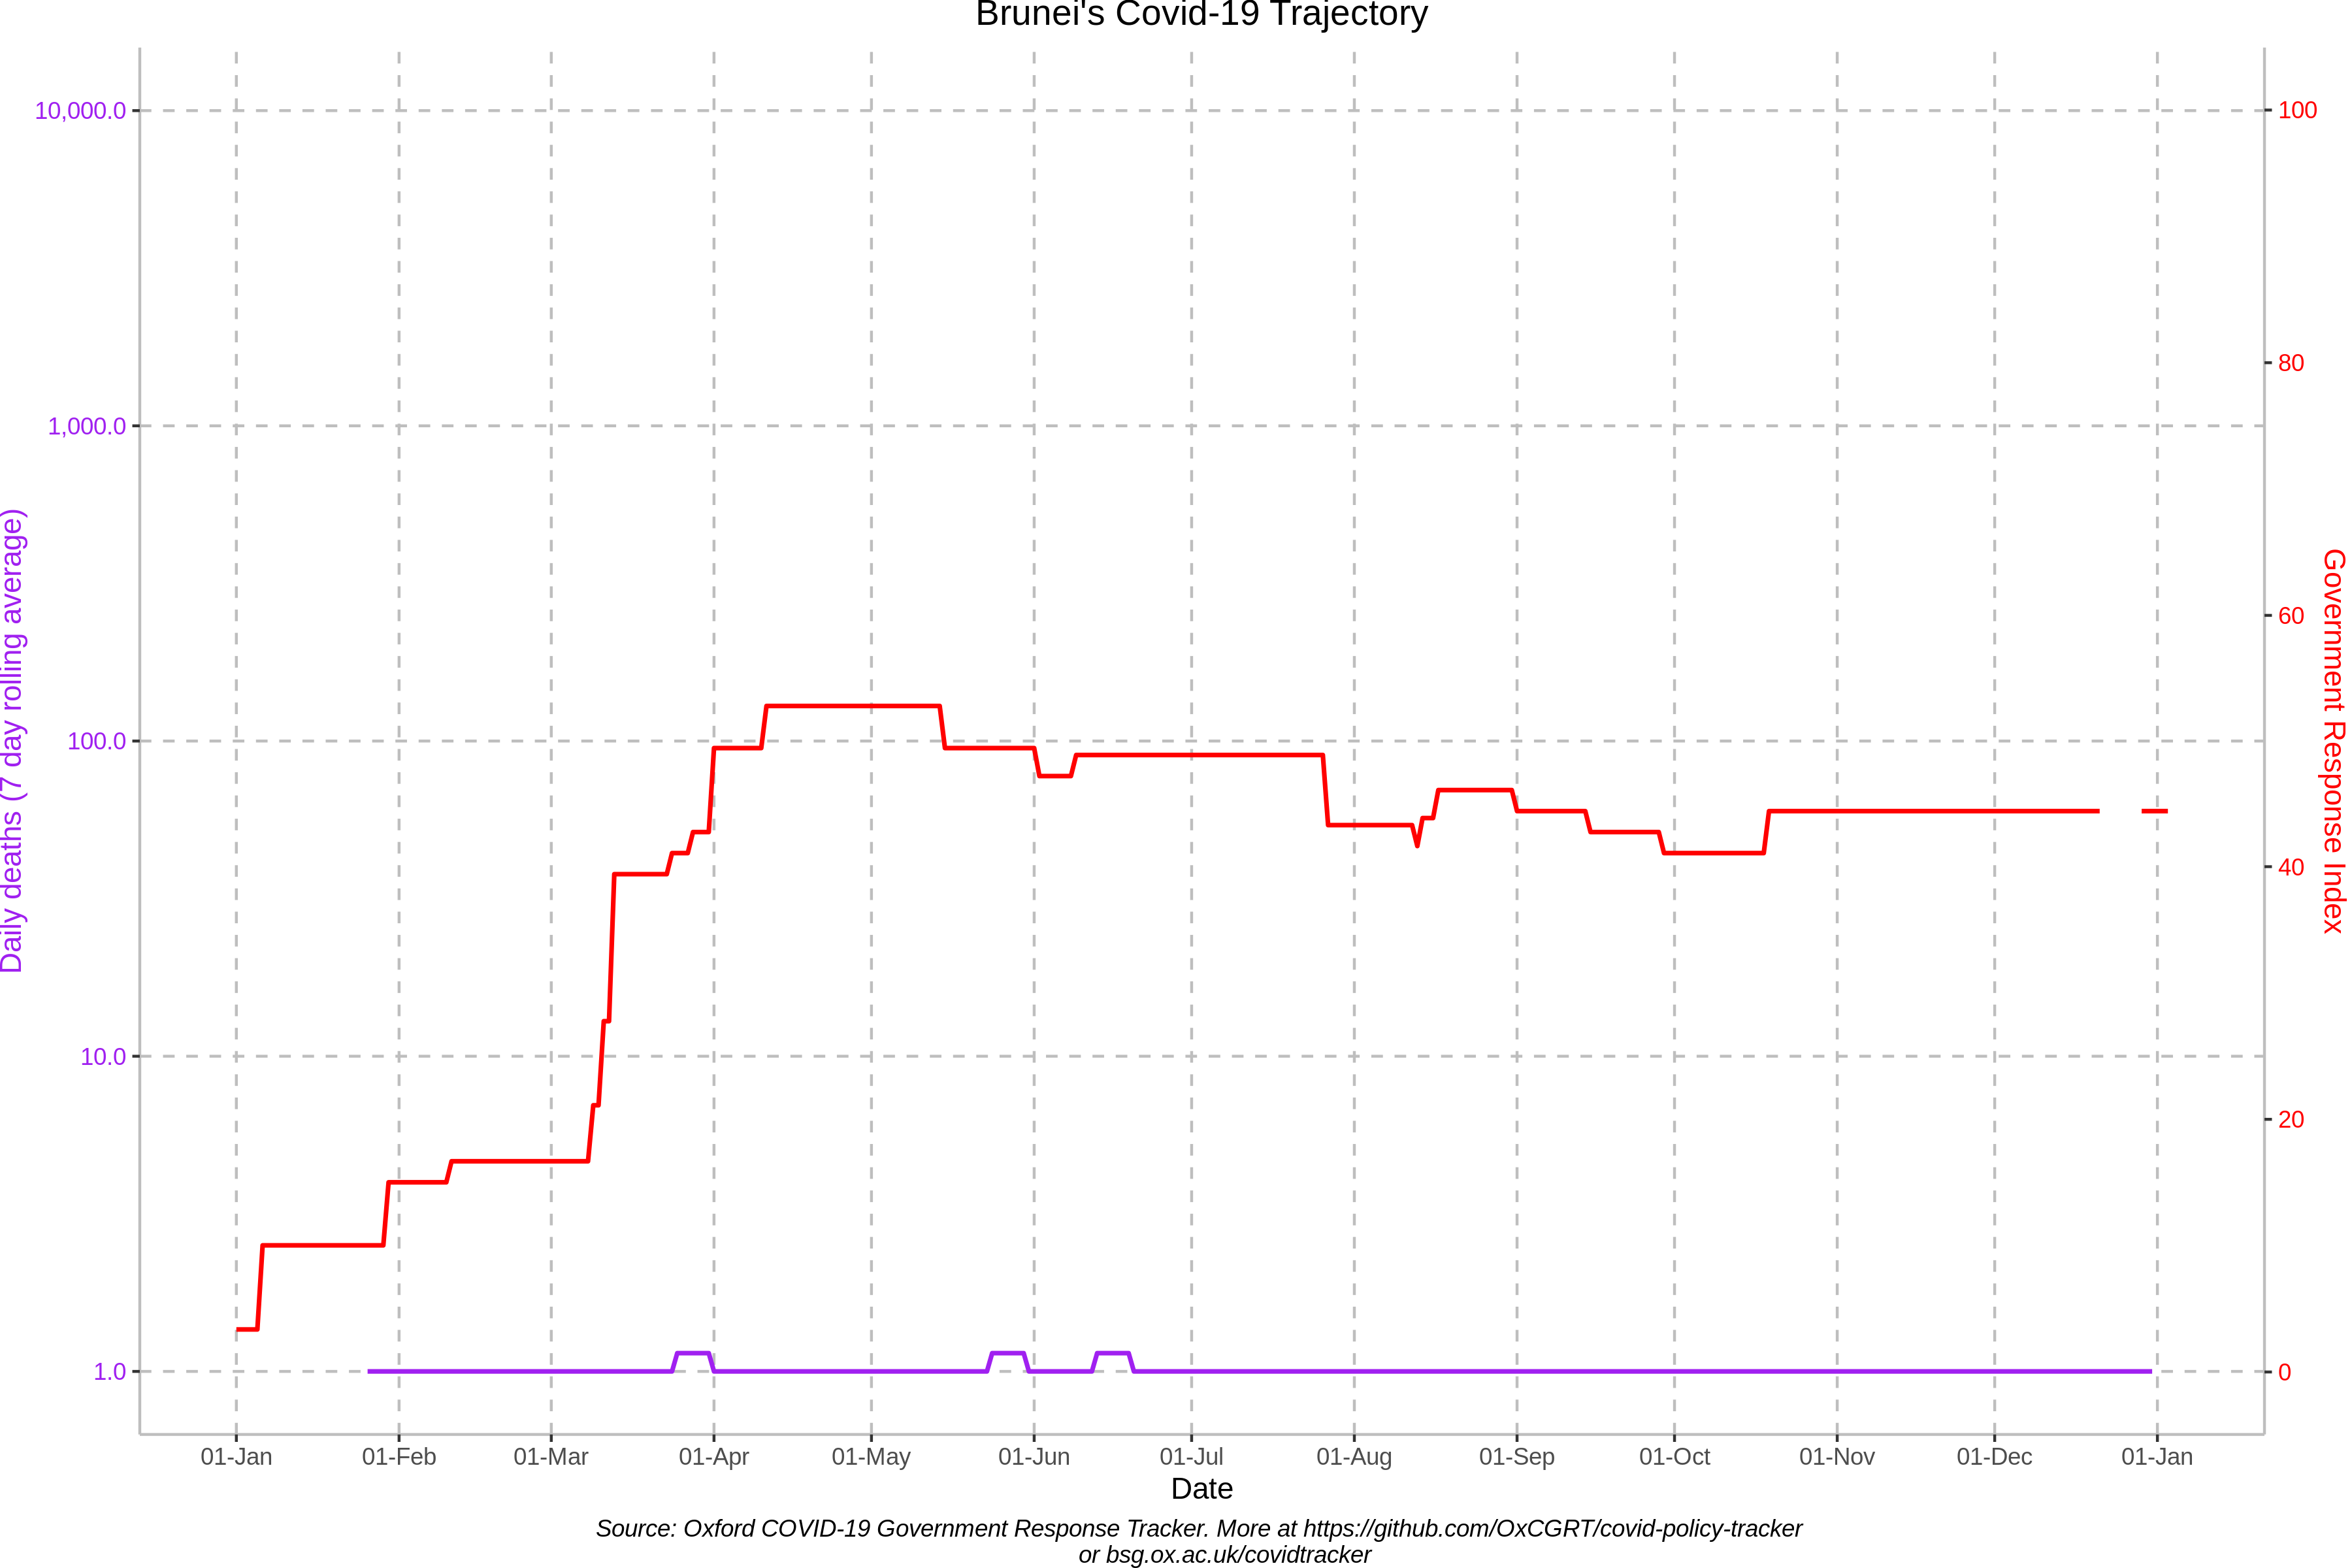 Brunei's Covid-19 Trajectory
10,000.0
1,000.0
100.0
10.0
1.0
Daily deaths (7 day rolling average)
100
80
60
40
20
0
Government Response Index
01-Jan 01-Feb 01-Mar 01-Apr 01-May 01-Jun 01-Jul 01-Aug 01-Sep 01-Oct 01-Nov 01-Dec 01-Jan
Date
Source: Oxford COVID-19 Government Response Tracker. More at https://github.com/OxCGRT/covid-policy-tracker
or bsg.ox.ac.uk/covidtracker